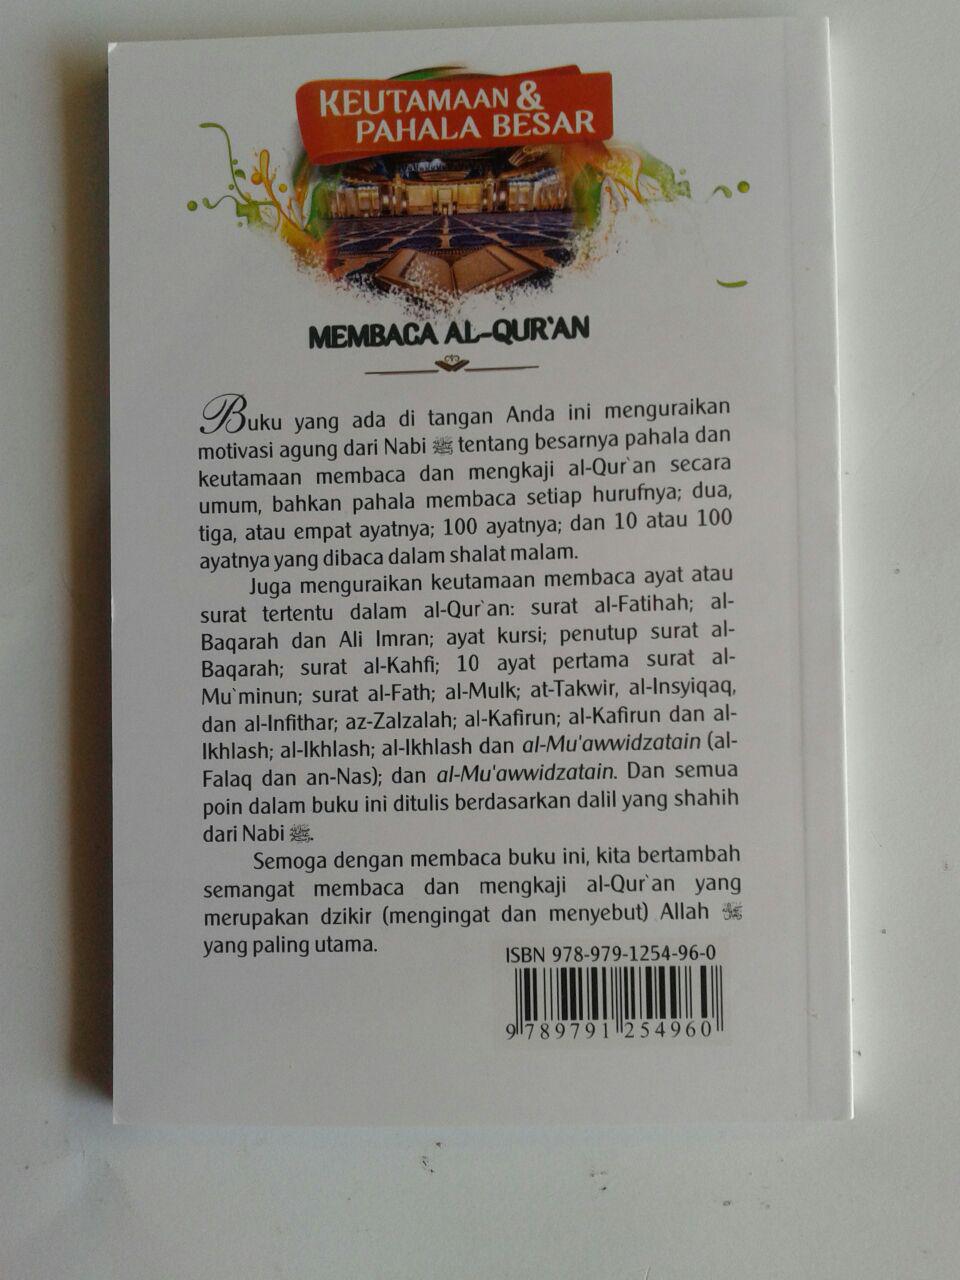 KEUTAMAAN &
PAHALA BESAR
MEMBACA AL-QUR`AN
Buku yang ada di tangan Anda ini menguraikan
motivasi agung dari Nabi ﷺ tentang besarnya pahala dan
keutamaan membaca dan mengkaji al-Qur`an secara
umum, bahkan pahala membaca setiap hurufnya; dua,
tiga, atau empat ayatnya; 100 ayatnya; dan 10 atau 100
ayatnya yang dibaca dalam shalat malam.
Juga menguraikan keutamaan membaca ayat atau
surat tertentu dalam al-Qur`an: surat al-Fatihah; al-
Baqarah dan Ali Imran; ayat kursi; penutup surat al-
Baqarah; surat al-Kahfi; 10 ayat pertama surat al-
Mu`minun; surat al-Fath; al-Mulk; at-Takwir, al-Insyiqaq,
dan al-Infithar; az-Zalzalah; al-Kafirun; al-Kafirun dan al-
Ikhlash; al-Ikhlash; al-Ikhlash dan al-Mu'awwidzatain (al-
Falaq dan an-Nas); dan al-Mu'awwidzatain. Dan semua
poin dalam buku ini ditulis berdasarkan dalil yang shahih
dari Nabi ﷺ.
Semoga dengan membaca buku ini, kita bertambah
semangat membaca dan mengkaji al-Qur`an yang
merupakan dzikir (mengingat dan menyebut) Allah
yang paling utama.
ISBN 978-979-1254-96-0
9 789791 254960